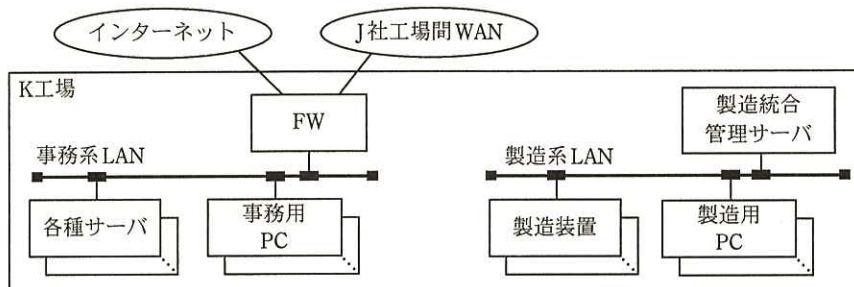 インターネット
J社工場間WAN
K工場
FW
製造統合
管理サーバ
事務系LAN
製造系LAN
各種サーバ
事務用
PC
製造装置
製造用
PC